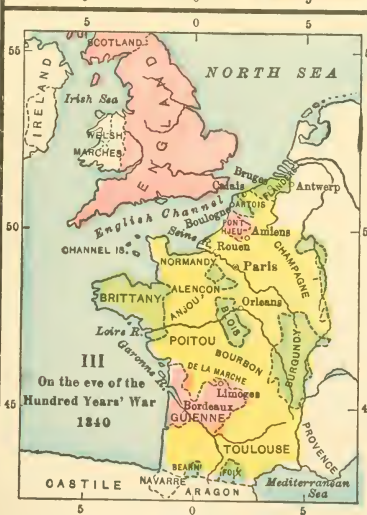 5 0 5
55
SCOTLAND
NORTH SEA
IRELAND
Irish Sea
ENGLAND
WELSH
MARCHES
Bruges
Calais
FLANDERS
Antwerp
English Channel
Boulogne
ARTOIS
50
50
PONTHIEU
Amiens
Seine R.
Rouen
CHANNEL IS.
NORMANDY
Paris
CHAMPAGNE
ALENCON
BRITTANY
ANJOU
Orleans
BLOIS
Loire R.
POITOU
BOURBON
BURGUNDY
III
Garonne R.
DE LA MARCHE
On the eve of the
Hundred Years' War
Limoges
1340
45
45
Bordeaux
GUIENNE
TOULOUSE
PROVENCE
BEARN
FOIX
CASTILE
NAVARRE
ARAGON
Mediterranean
Sea
5 0 5